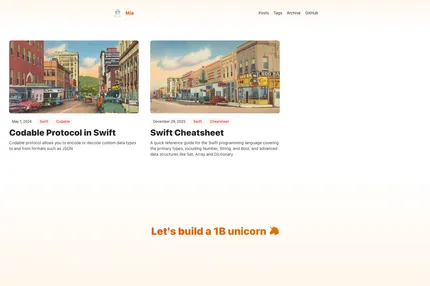 Mia
Posts Tags Archive GitHub
May 1, 2024 Swift Codable
Codable Protocol in Swift
Codable protocol allows you to encode or decode custom data types
to and from formats such as JSON
December 29, 2023 Swift Cheatsheet
Swift Cheatsheet
A quick reference guide for the Swift programming language covering
the primary types, including Number, String, and Bool, and advanced
data structures like Set, Array and Dictionary
Let's build a 1B unicorn 🦄